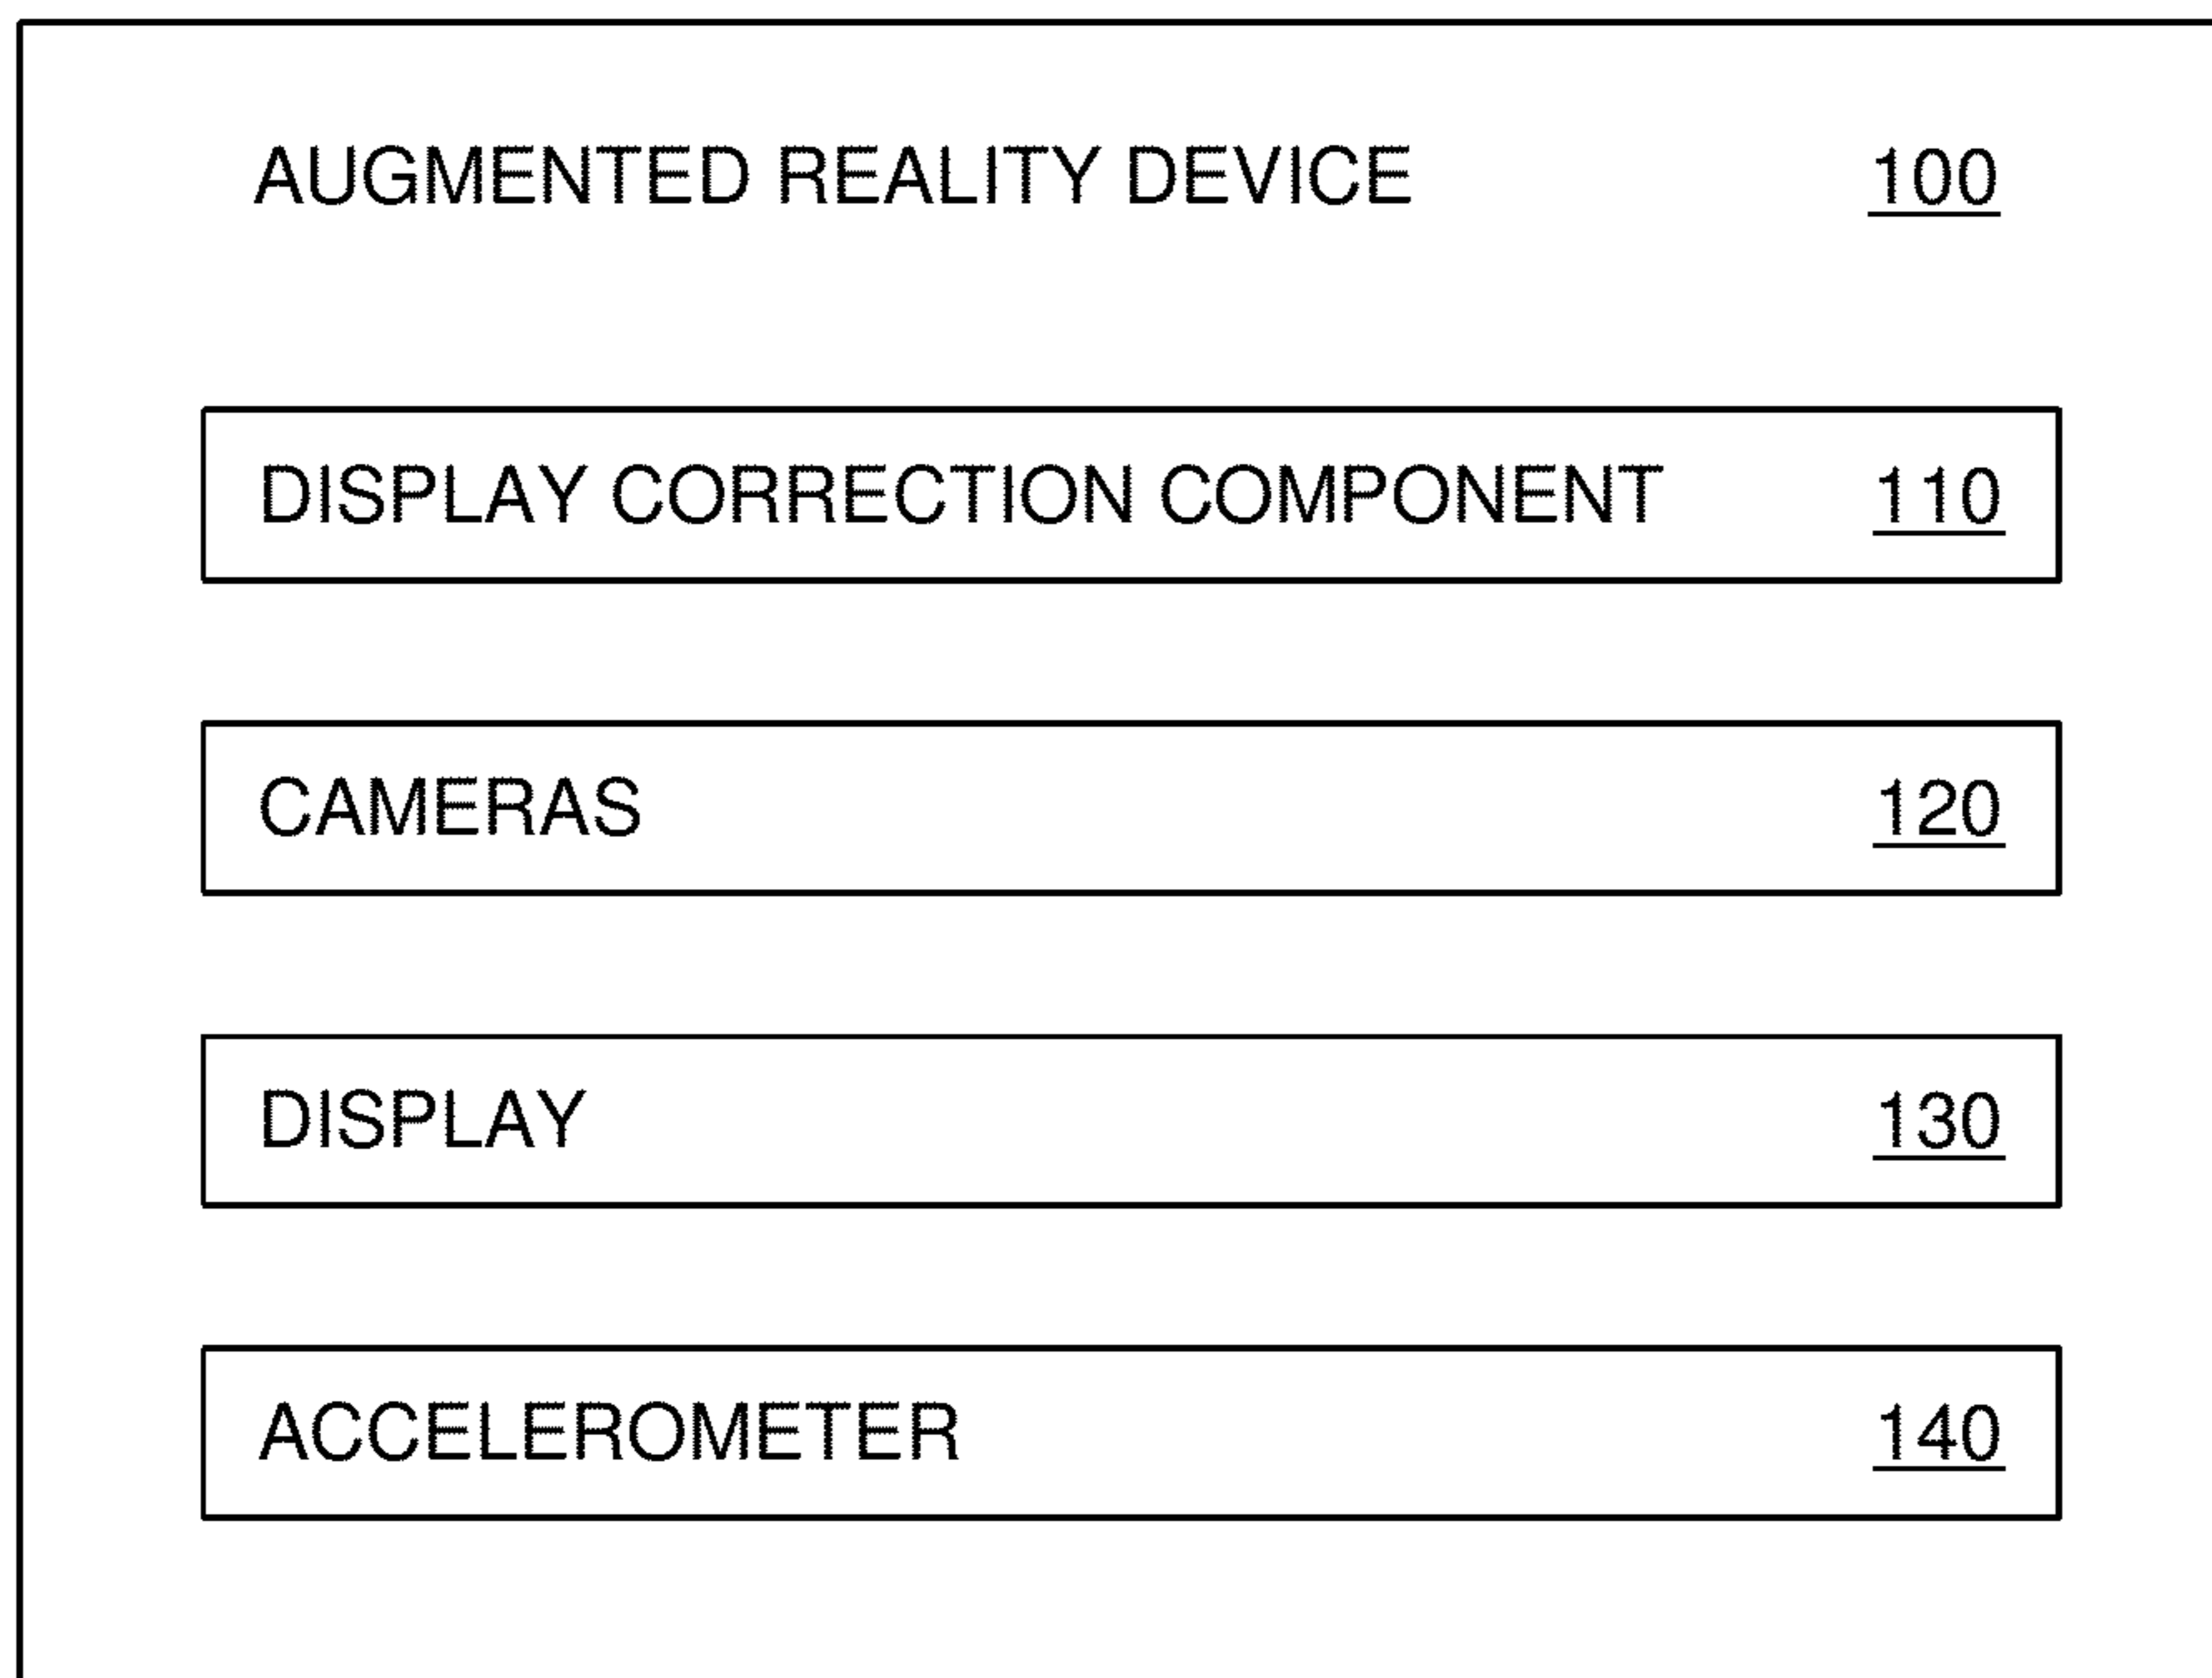 AUGMENTED REALITY DEVICE 100
DISPLAY CORRECTION COMPONENT 110
CAMERAS 120
DISPLAY 130
ACCELEROMETER 140